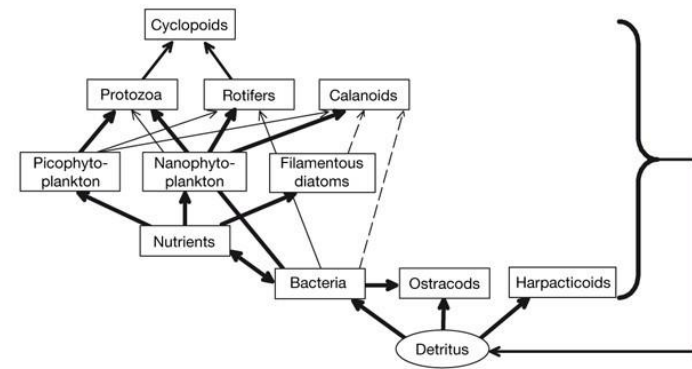 Cyclopoids
Protozoa
Rotifers
Calanoids
Picophyto-
plankton
Nanophyto-
plankton
Filamentous
diatoms
Nutrients
Bacteria
Ostracods
Harpacticoids
Detritus